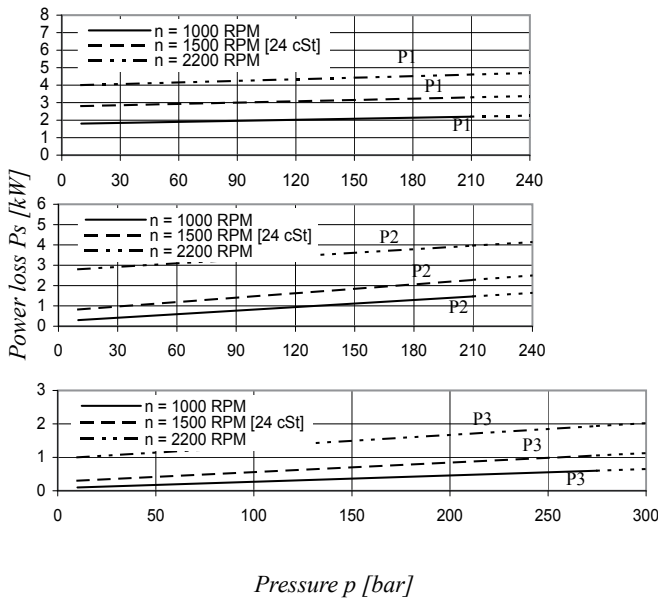 Power loss Ps [kW]
8
7
6
5
4
3
2
1
0
n = 1000 RPM
n = 1500 RPM [24 cSt]
n = 2200 RPM
P1
P1
P1
0 30 60 90 120 150 180 210 240
6
5
4
3
2
1
0
n = 1000 RPM
n = 1500 RPM [24 cSt]
n = 2200 RPM
P2
P2
P2
0 30 60 90 120 150 180 210 240
3
2
1
0
n = 1000 RPM
n = 1500 RPM [24 cSt]
n = 2200 RPM
P3
P3
P3
0 50 100 150 200 250 300
Pressure p [bar]